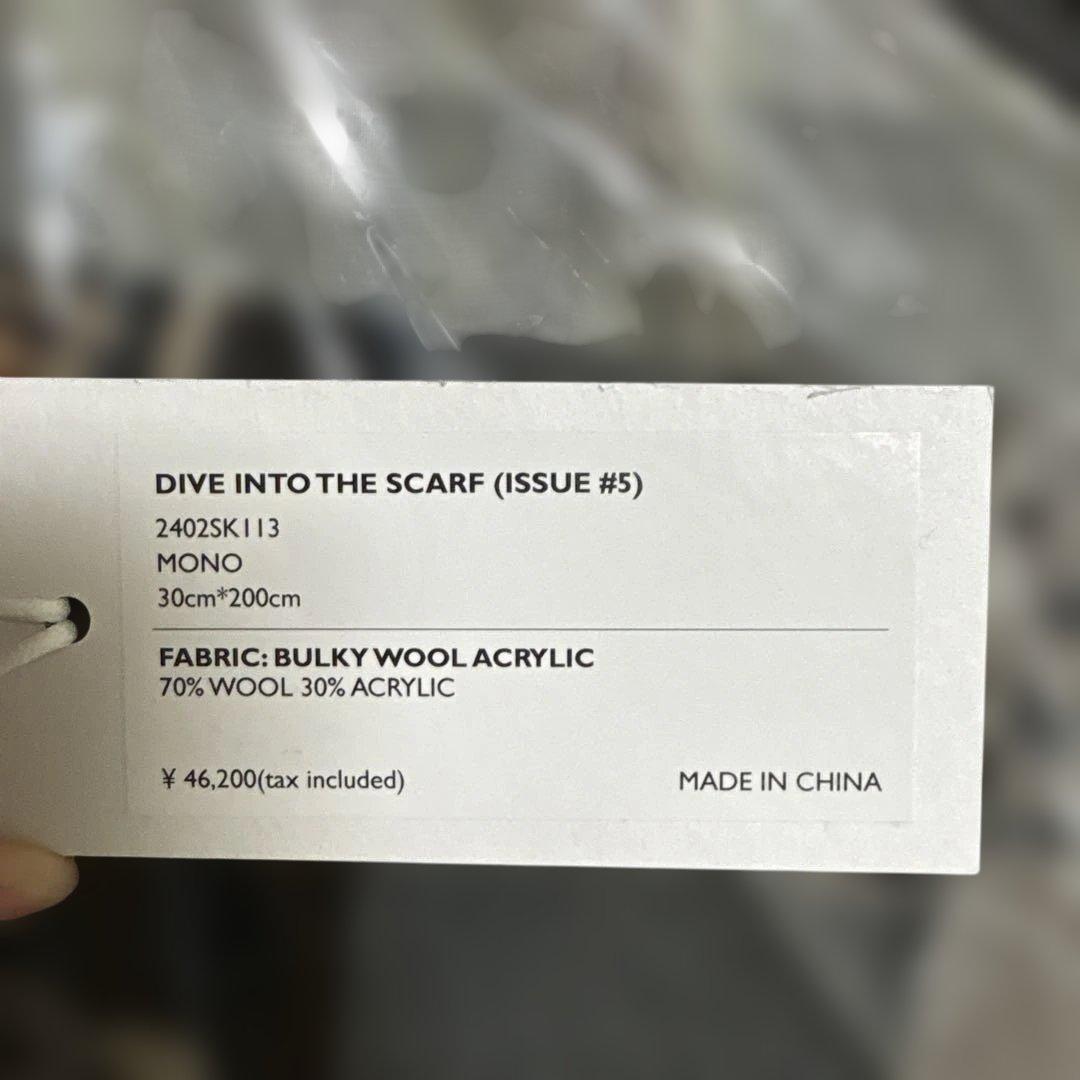 DIVE INTO THE SCARF (ISSUE #5)
2402SK113
MONO
30cm*200cm
FABRIC: BULKY WOOL ACRYLIC
70% WOOL 30% ACRYLIC
¥ 46,200(tax included)
MADE IN CHINA